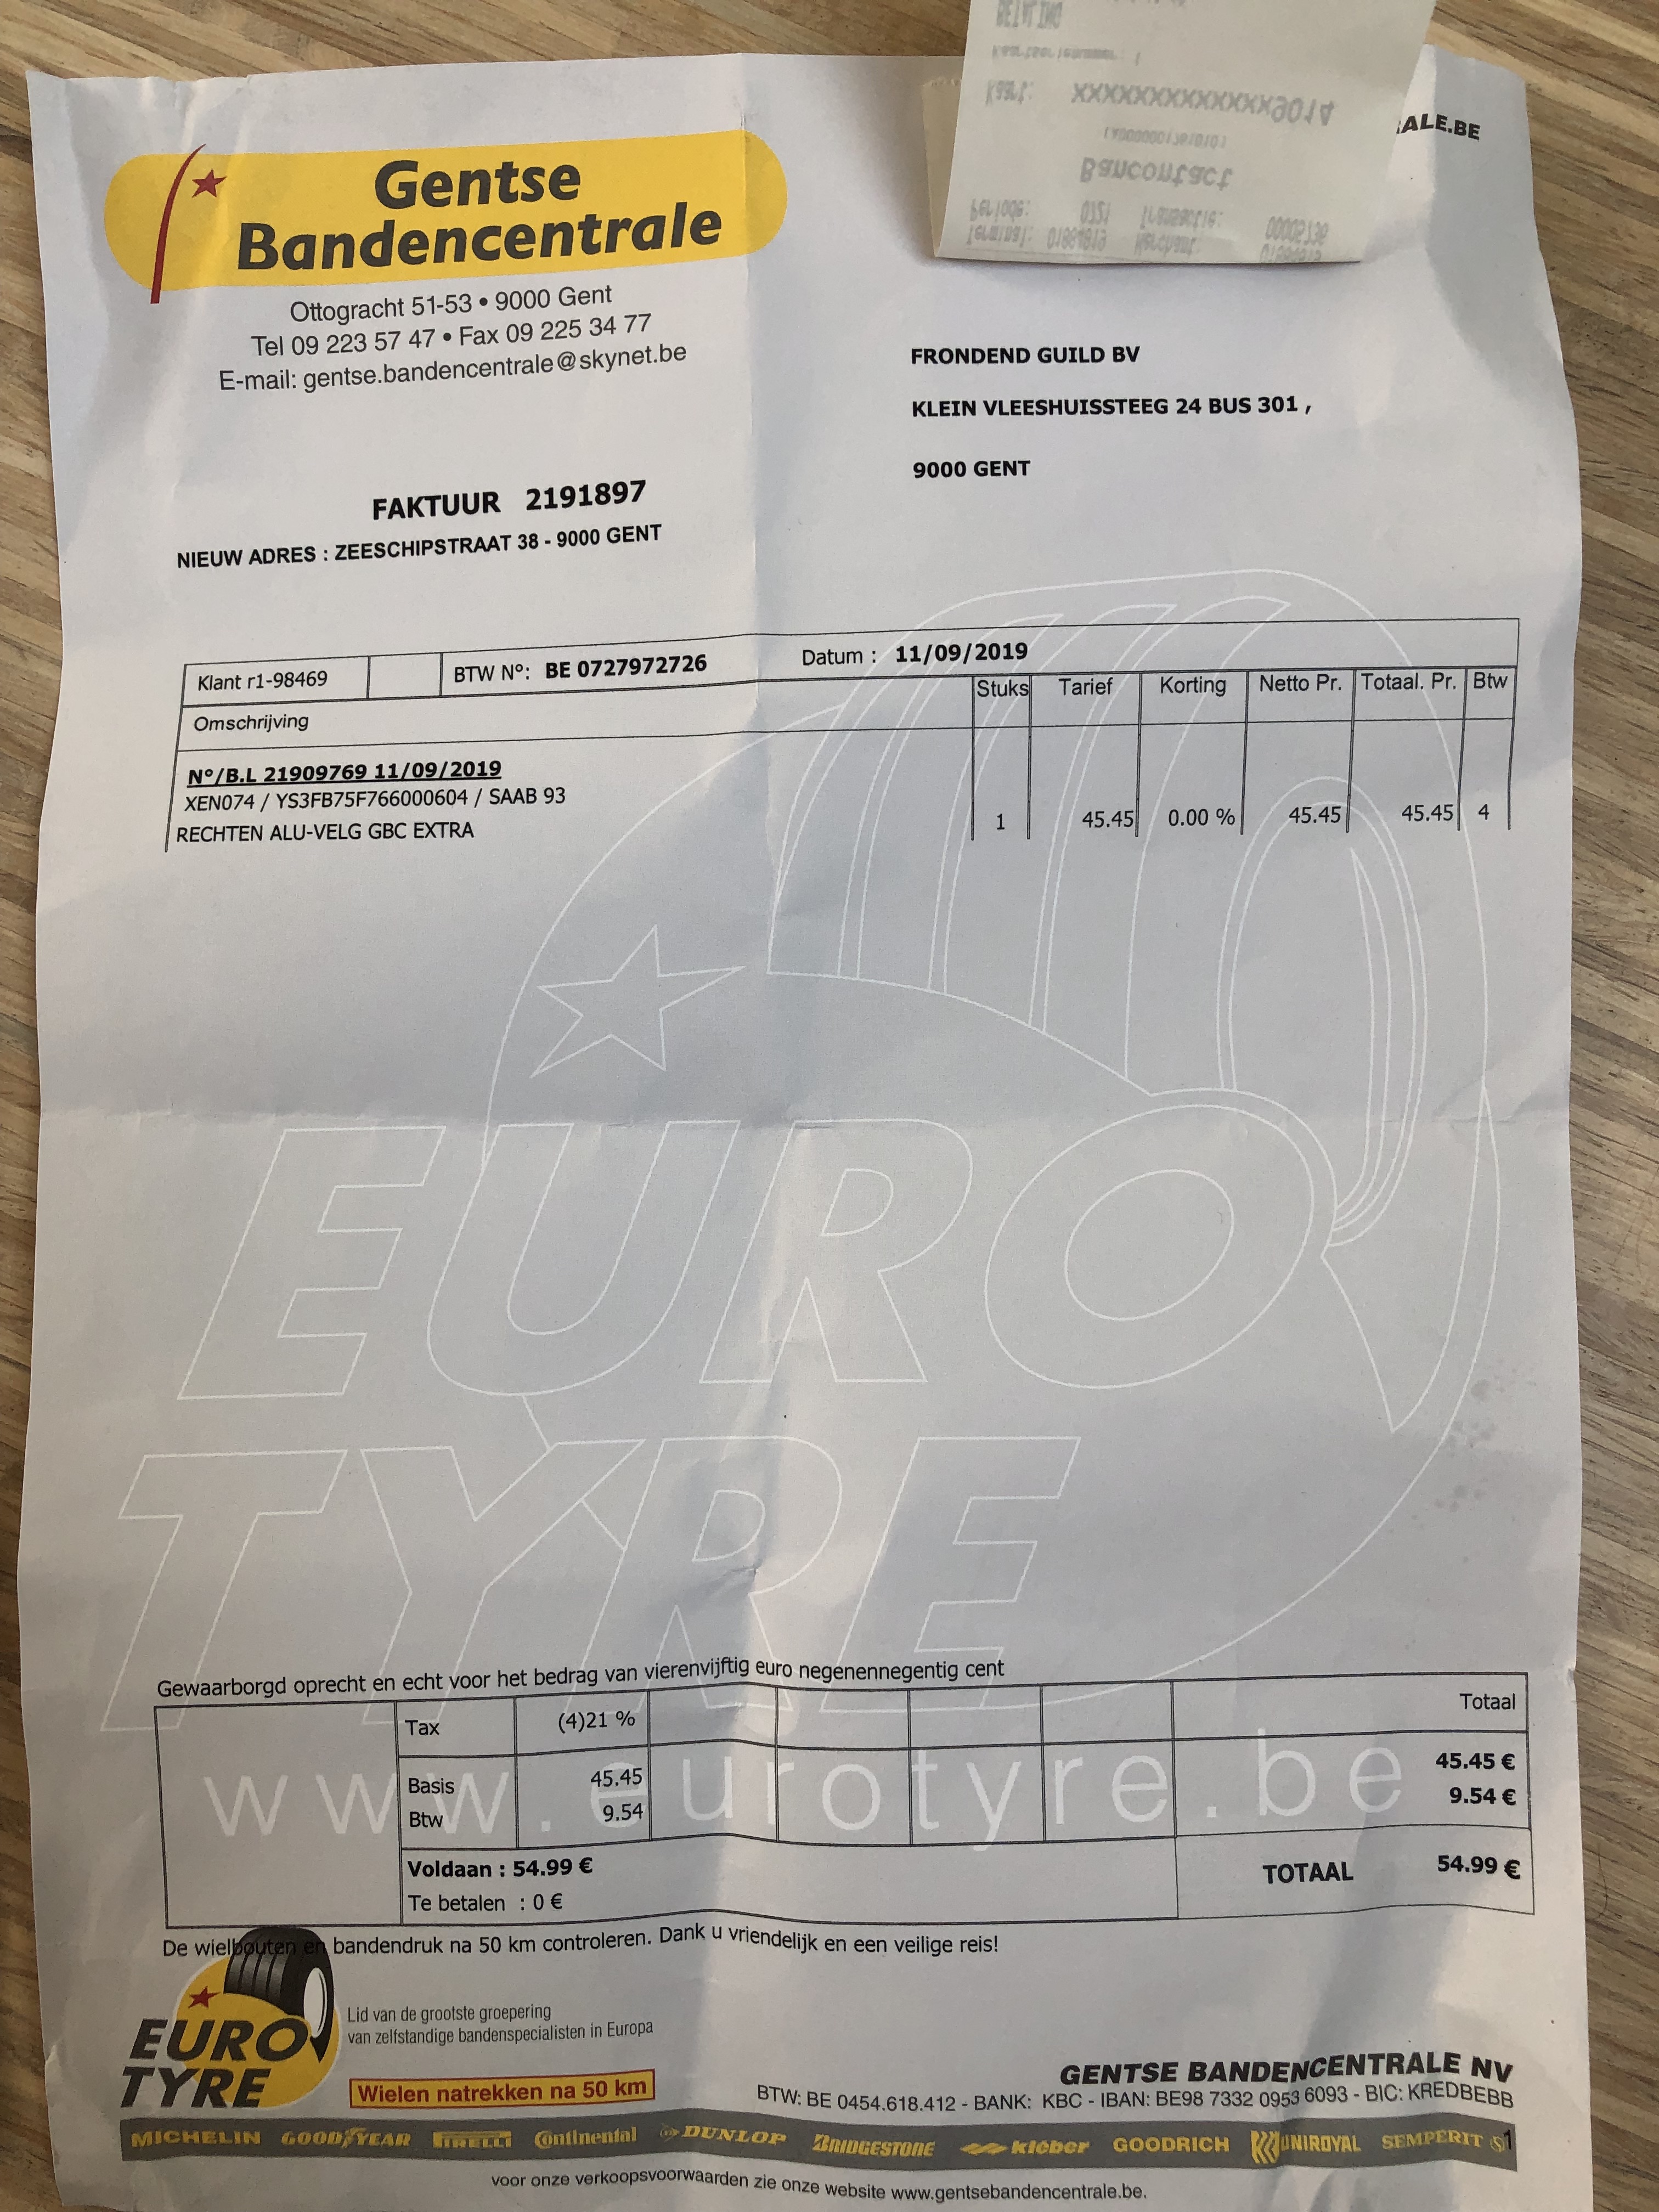 Kaart: XXXXXXXXXXXXXXX9014
Bancontact
Periode: 0721 Transactie: 00005736
Terminal: Merchant:
ALE.BE
Gentse
Bandencentrale
Ottogracht 51-53 • 9000 Gent
Tel 09 223 57 47 • Fax 09 225 34 77
E-mail: gentse.bandencentrale@skynet.be
FRONDEND GUILD BV
KLEIN VLEESHUISSTEEG 24 BUS 301 ,
9000 GENT
FAKTUUR 2191897
NIEUW ADRES : ZEESCHIPSTRAAT 38 - 9000 GENT
Klant r1-98469 BTW N°: BE 0727972726 Datum : 11/09/2019
Omschrijving Stuks Tarief Korting Netto Pr. Totaal. Pr. Btw
N°/B.L 21909769 11/09/2019
XEN074 / YS3FB75F766000604 / SAAB 93
RECHTEN ALU-VELG GBC EXTRA 1 45.45 0.00 % 45.45 45.45 4
EURO
TYRE
Gewaarborgd oprecht en echt voor het bedrag van vierenvijftig euro negenennegentig cent
Tax (4)21 % Totaal
Basis 45.45 45.45 €
Btw 9.54 9.54 €
www.eurotyre.be
Voldaan : 54.99 € TOTAAL 54.99 €
Te betalen : 0 €
De wielbouten en bandendruk na 50 km controleren. Dank u vriendelijk en een veilige reis!
EURO
TYRE
Lid van de grootste groepering
van zelfstandige bandenspecialisten in Europa
Wielen natrekken na 50 km
GENTSE BANDENCENTRALE NV
BTW: BE 0454.618.412 - BANK: KBC - IBAN: BE98 7332 0953 6093 - BIC: KREDBEBB
MICHELIN GOODYEAR PIRELLI Continental DUNLOP BRIDGESTONE kleber GOODRICH UNIROYAL SEMPERIT 1
voor onze verkoopsvoorwaarden zie onze website www.gentsebandencentrale.be.